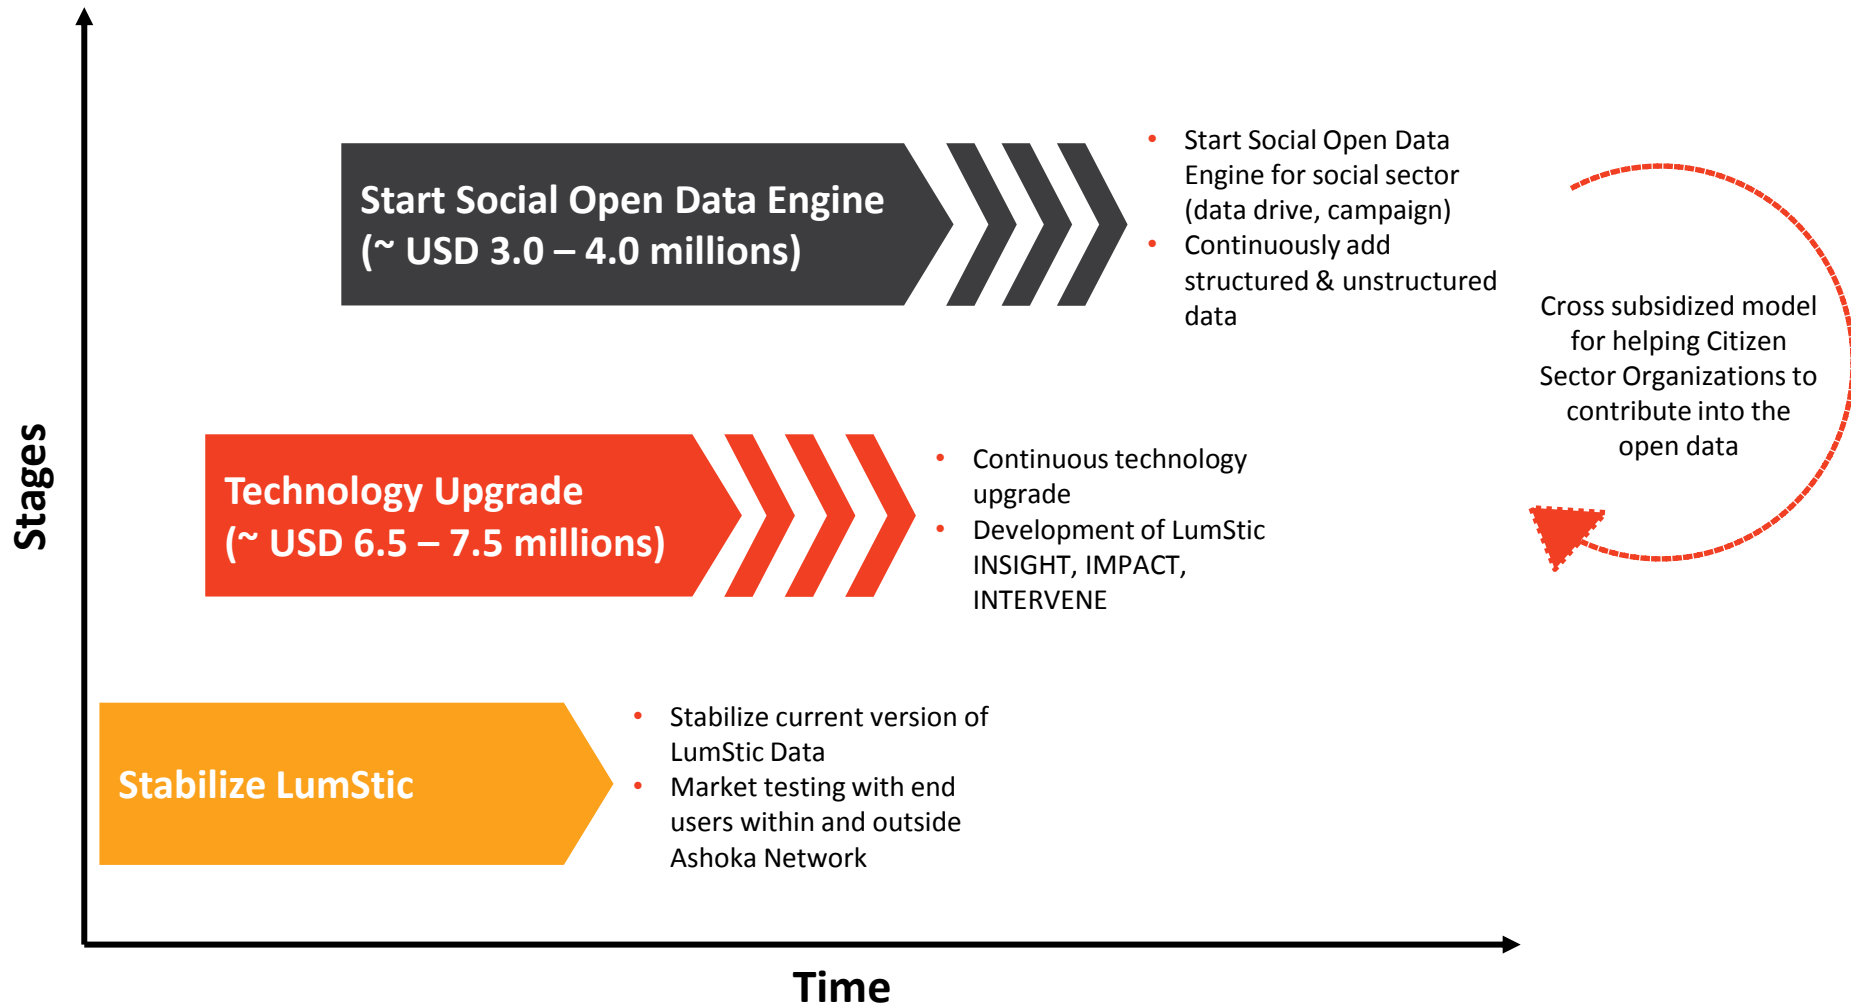 Stages
Start Social Open Data Engine
(~ USD 3.0 – 4.0 millions)
• Start Social Open Data
Engine for social sector
(data drive, campaign)
• Continuously add
structured & unstructured
data
Cross subsidized model
for helping Citizen
Sector Organizations to
contribute into the
open data
Technology Upgrade
(~ USD 6.5 – 7.5 millions)
• Continuous technology
upgrade
• Development of LumStic
INSIGHT, IMPACT,
INTERVENE
Stabilize LumStic
• Stabilize current version of
LumStic Data
• Market testing with end
users within and outside
Ashoka Network
Time